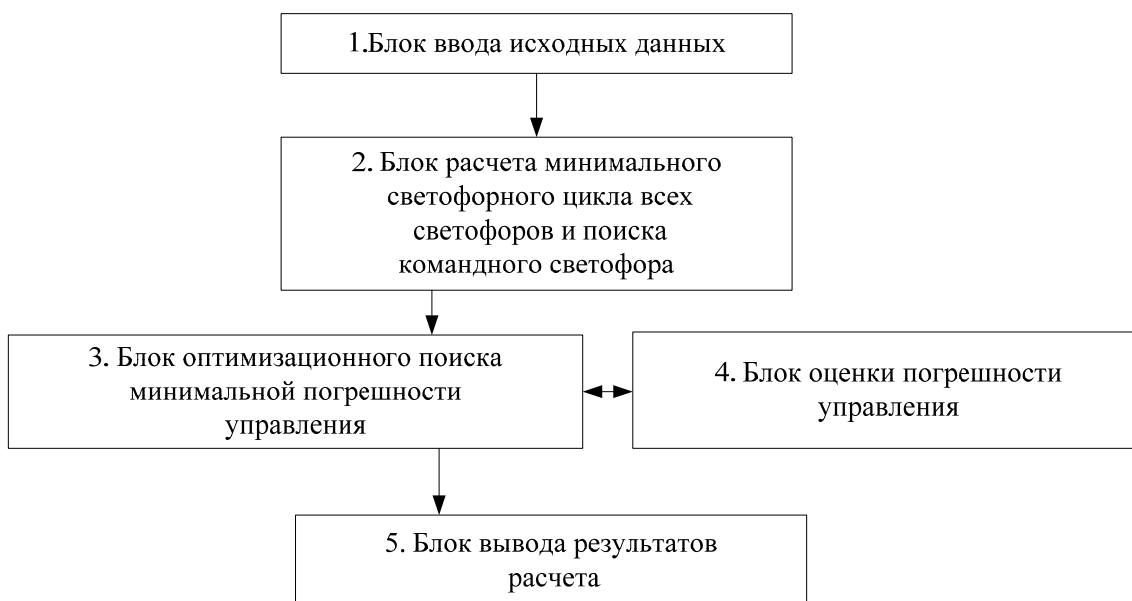 1.Блок ввода исходных данных
2. Блок расчета минимального
светофорного цикла всех
светофоров и поиска
командного светофора
3. Блок оптимизационного поиска
минимальной погрешности
управления
4. Блок оценки погрешности
управления
5. Блок вывода результатов
расчета